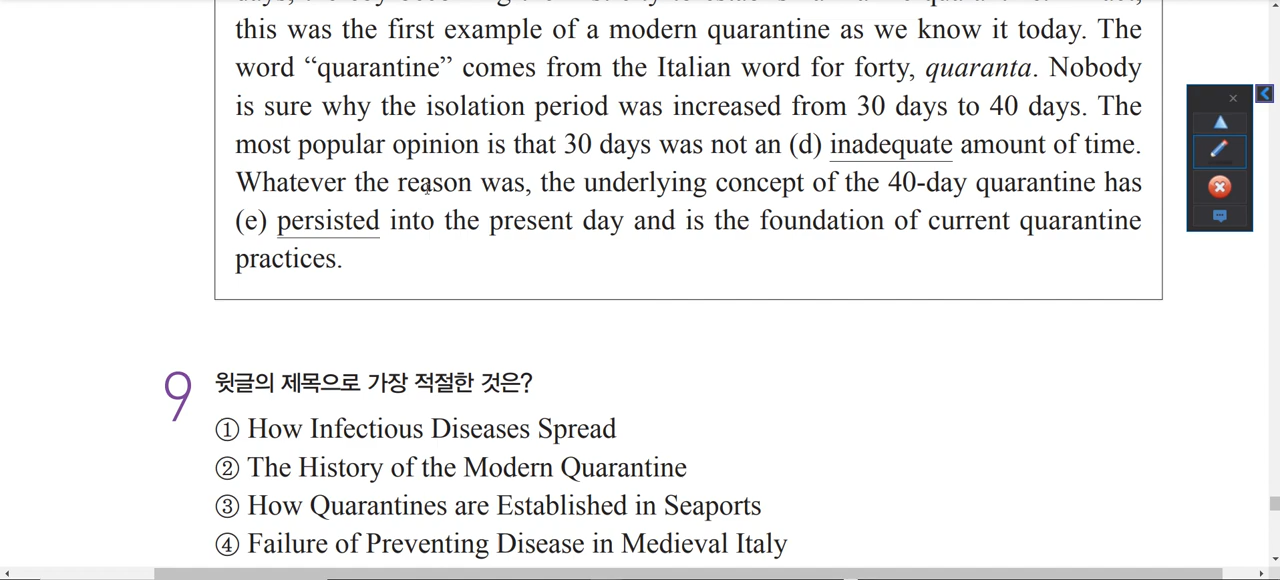 this was the first example of a modern quarantine as we know it today. The
word “quarantine” comes from the Italian word for forty, quaranta. Nobody
is sure why the isolation period was increased from 30 days to 40 days. The
most popular opinion is that 30 days was not an (d) inadequate amount of time.
Whatever the reason was, the underlying concept of the 40-day quarantine has
(e) persisted into the present day and is the foundation of current quarantine
practices.
9 윗글의 제목으로 가장 적절한 것은?
① How Infectious Diseases Spread
② The History of the Modern Quarantine
③ How Quarantines are Established in Seaports
④ Failure of Preventing Disease in Medieval Italy